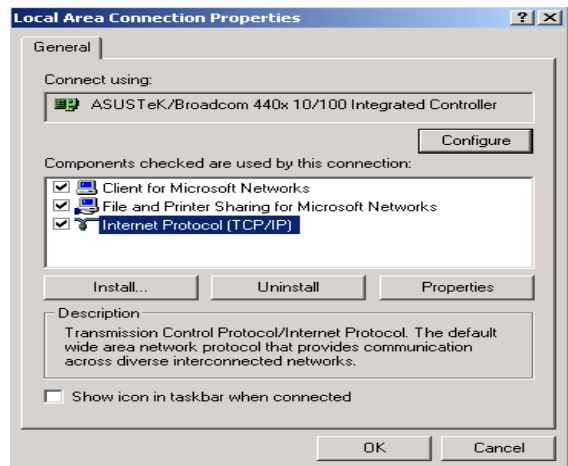 Local Area Connection Properties
General
Connect using:
ASUSTeK/Broadcom 440x 10/100 Integrated Controller
Configure
Components checked are used by this connection:
Client for Microsoft Networks
File and Printer Sharing for Microsoft Networks
Internet Protocol (TCP/IP)
Install... Uninstall Properties
Description
Transmission Control Protocol/Internet Protocol. The default
wide area network protocol that provides communication
across diverse interconnected networks.
Show icon in taskbar when connected
OK Cancel